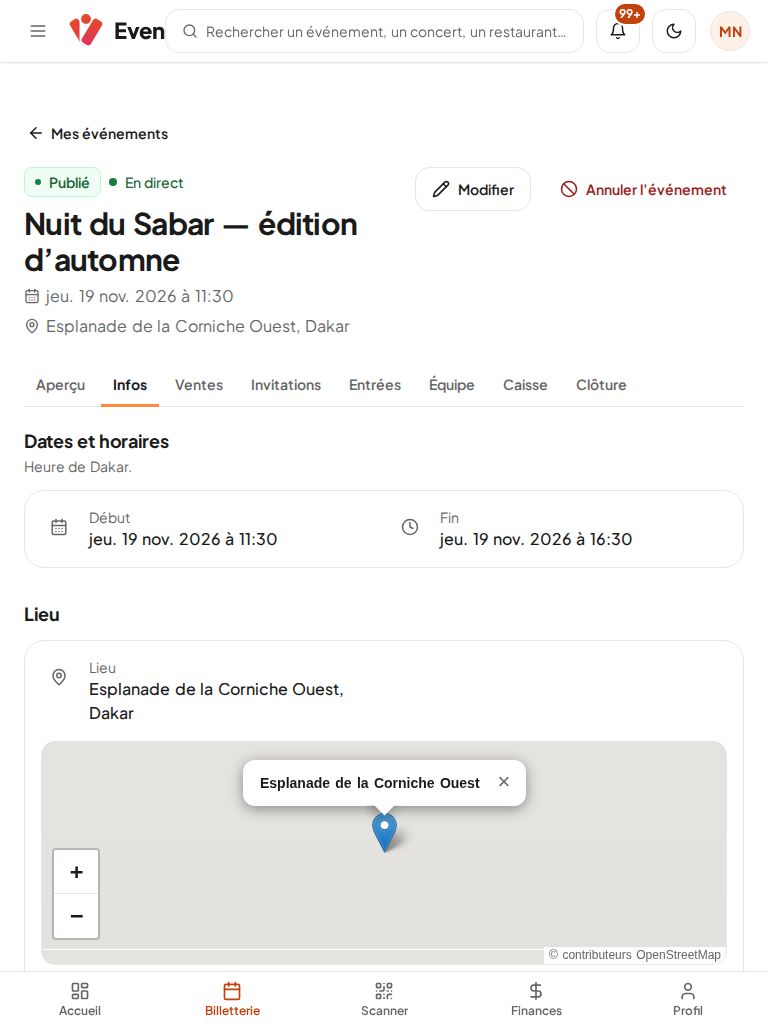 Even
Rechercher un événement, un concert, un restaurant…
99+
MN
Mes événements
Publié
En direct
Modifier
Annuler l’événement
Nuit du Sabar — édition
d’automne
jeu. 19 nov. 2026 à 11:30
Esplanade de la Corniche Ouest, Dakar
Aperçu
Infos
Ventes
Invitations
Entrées
Équipe
Caisse
Clôture
Dates et horaires
Heure de Dakar.
Début
jeu. 19 nov. 2026 à 11:30
Fin
jeu. 19 nov. 2026 à 16:30
Lieu
Lieu
Esplanade de la Corniche Ouest,
Dakar
Esplanade de la Corniche Ouest
×
+
−
© contributeurs OpenStreetMap
Accueil
Billetterie
Scanner
Finances
Profil